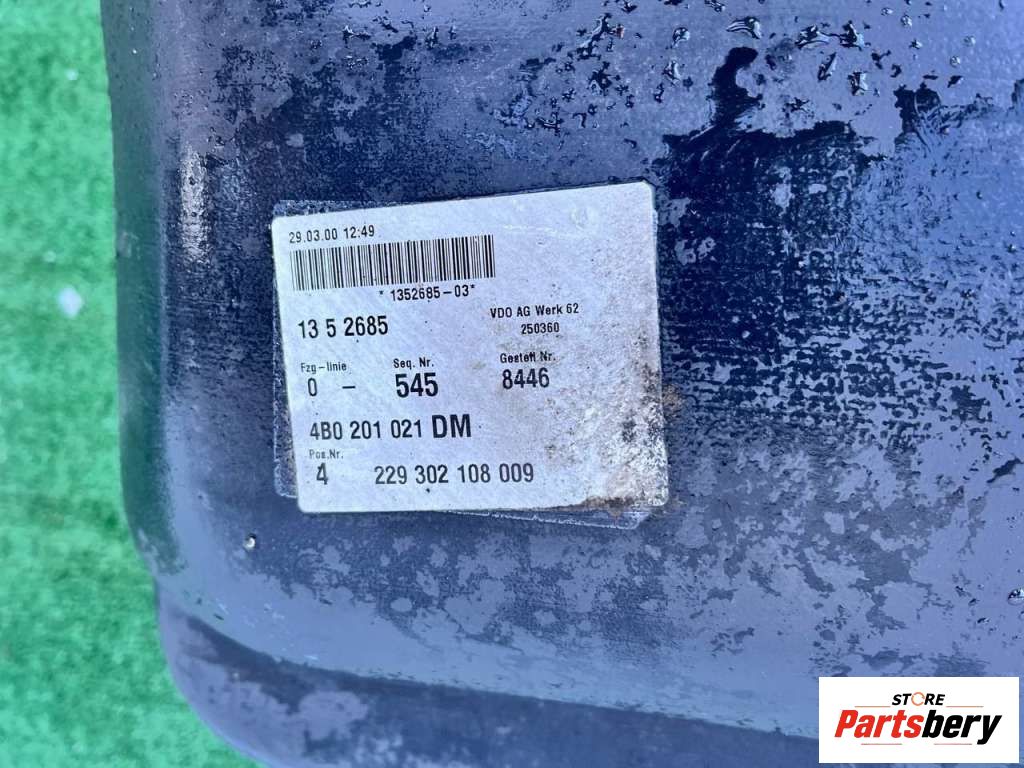 29.03.00 12:49
*1352685-03*
13 5 2685
VDO AG Werk 62
250360
Fzg-linie Seq. Nr. Gestell Nr.
0 - 545 8446
4B0 201 021 DM
Pos.Nr.
4 229 302 108 009
STORE
Partsbery